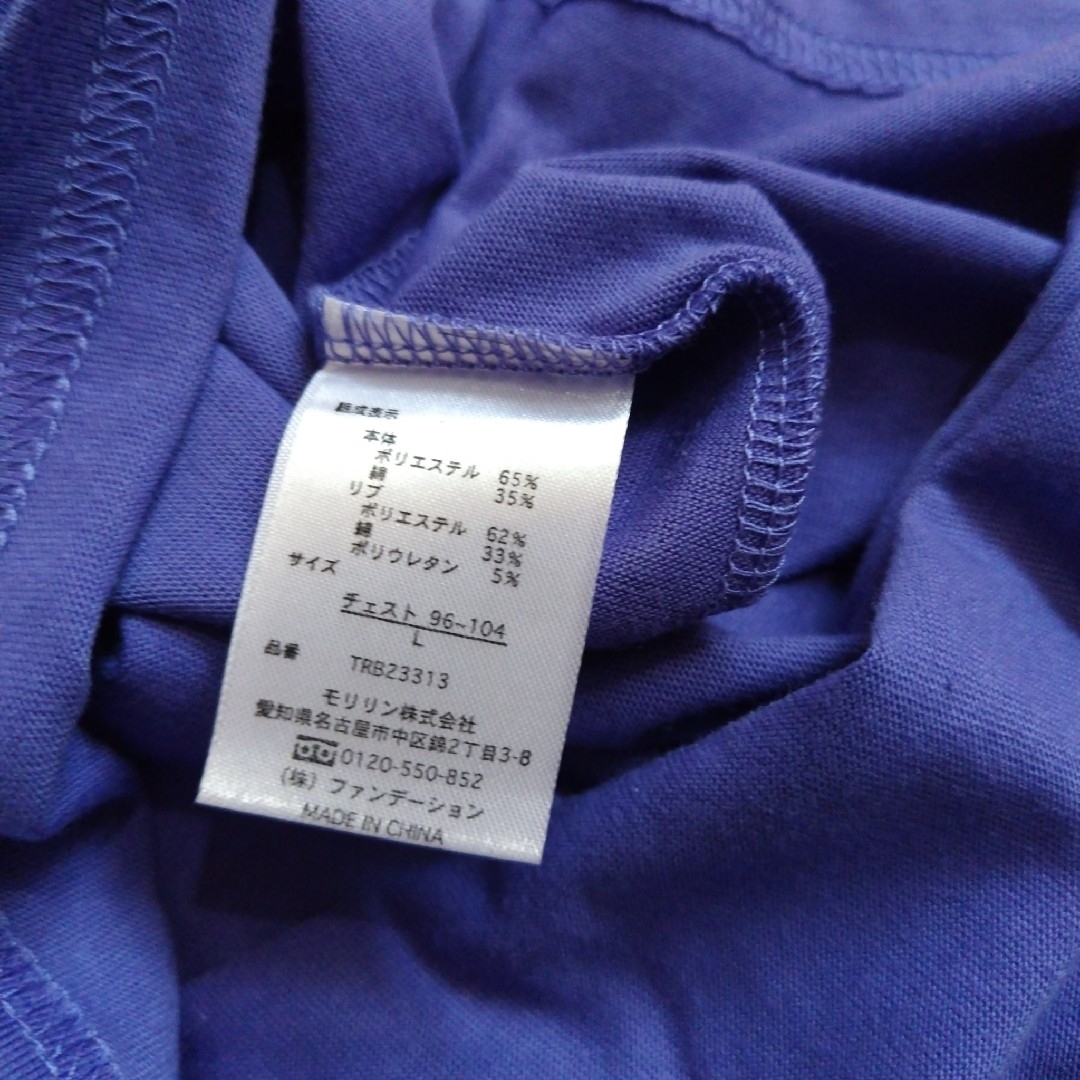 組成表示
本体
ポリエステル 65%
綿 35%
リブ
ポリエステル 62%
綿 33%
ポリウレタン 5%
サイズ
チェスト 96~104
L
品番 TRB23313
モリリン株式会社
愛知県名古屋市中区錦2丁目3-8
0120-550-852
(株)ファンデーション
MADE IN CHINA